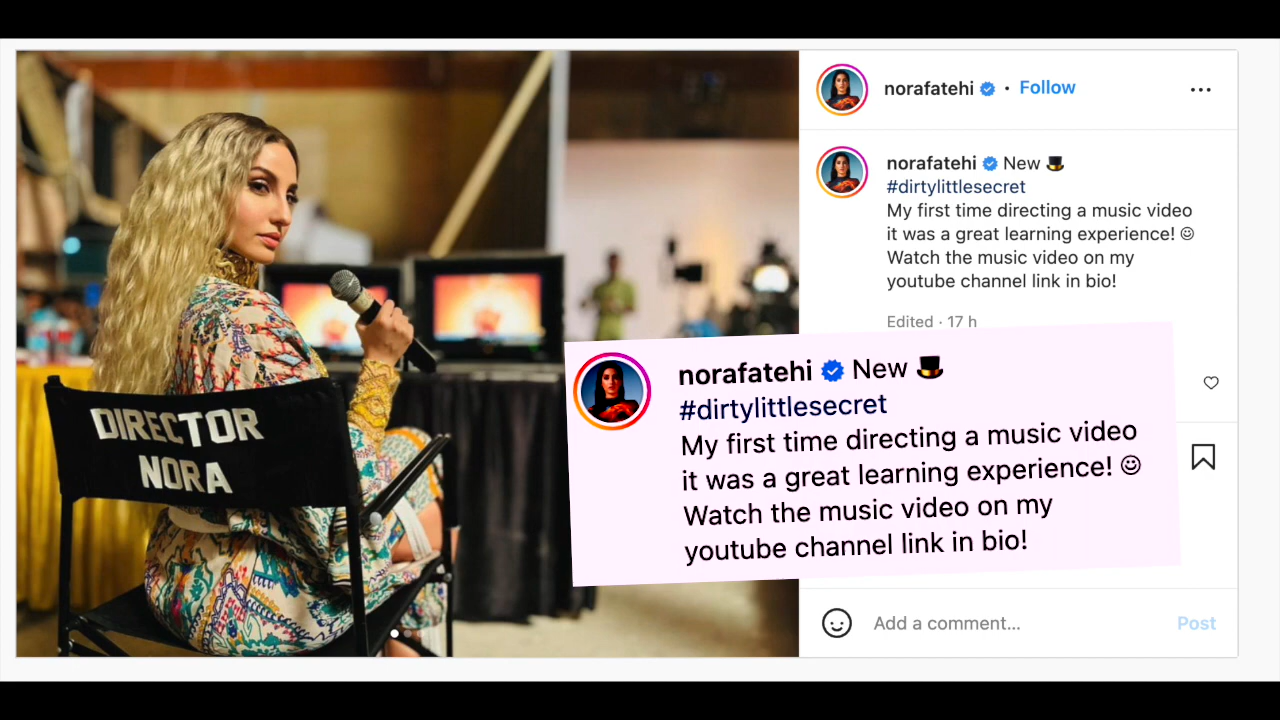 DIRECTOR
NORA
norafatehi • Follow
norafatehi New 🎩
#dirtylittlesecret
My first time directing a music video
it was a great learning experience! ☺
Watch the music video on my
youtube channel link in bio!
Edited · 17 h
norafatehi New 🎩
#dirtylittlesecret
My first time directing a music video
it was a great learning experience! ☺
Watch the music video on my
youtube channel link in bio!
Add a comment...
Post